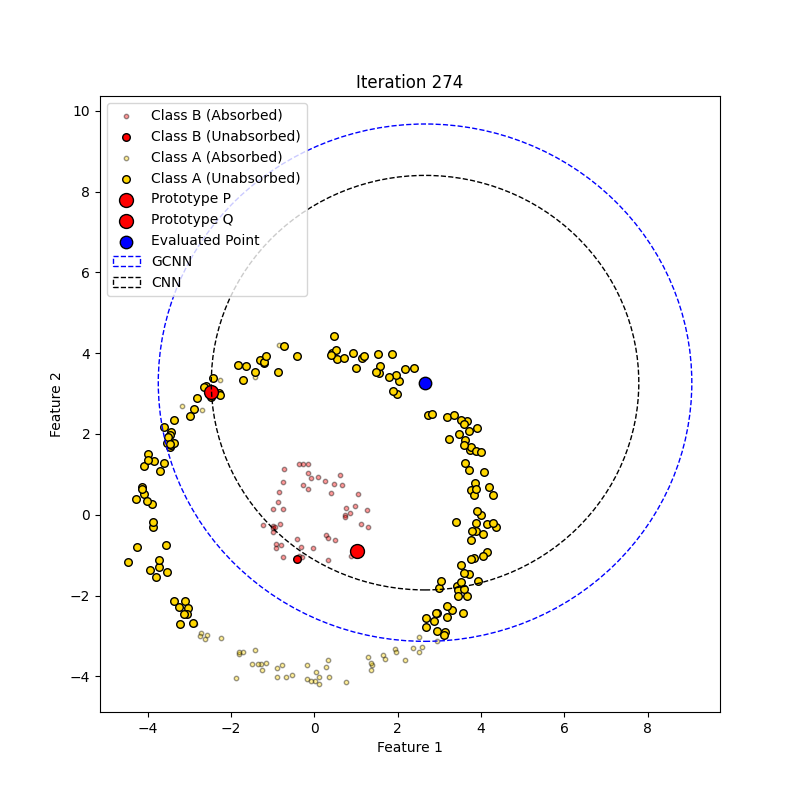 Iteration 274
Class B (Absorbed)
Class B (Unabsorbed)
Class A (Absorbed)
Class A (Unabsorbed)
Prototype P
Prototype Q
Evaluated Point
GCNN
CNN
10
8
6
4
2
0
−2
−4
Feature 2
−4 −2 0 2 4 6 8
Feature 1